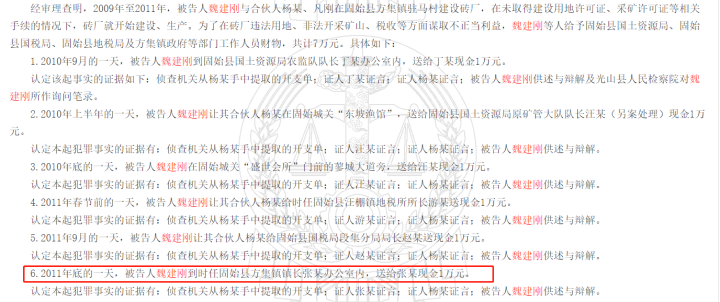 经审理查明，2009年至2011年，被告人魏建刚与合伙人杨某、凡刚在固始县方集镇驻马村建设砖厂，在未取得建设用地许可证、采矿许可证等相关
手续的情况下，砖厂就开始建设、生产。为了在砖厂违法用地、非法开采矿山、税收等方面谋取不正当利益，魏建刚等人给予固始县国土资源局、固始
县国税局、固始县地税局及方集镇政府等部门工作人员财物，共计7万元。具体如下：
1.2010年9月的一天，被告人魏建刚到固始县国土资源局农监队队长丁某办公室内，送给丁某现金1万元。
认定该起事实的证据如下：侦查机关从杨某手中提取的开支单；证人丁某证言；证人杨某证言；被告人魏建刚供述与辩解及光山县人民检察院对魏
建刚所作询问笔录。
2.2010年上半年的一天，被告人魏建刚让其合伙人杨某在固始城关“东坡渔馆”，送给固始县国土资源局原矿管大队队长汪某（另案处理）现金1万
元。
认定本起犯罪事实的证据有：侦查机关从杨某手中提取的开支单；证人汪某证言；证人杨某证言；被告人魏建刚供述与辩解。
3.2010年底的一天，被告人魏建刚在固始城关“盛世会所”门前的蓼城大道旁，送给汪某现金1万元。
认定本起犯罪事实的证据有：侦查机关从杨某手中提取的开支单；证人汪某证言；证人杨某证言；被告人魏建刚供述与辩解。
4.2011年春节前的一天，被告人魏建刚让其合伙人杨某给时任固始县汪棚镇地税所所长游某送现金1万元。
认定本起犯罪事实的证据有：侦查机关从杨某手中提取的开支单；证人游某证言；证人杨某证言；被告人魏建刚供述与辩解。
5.2011年9月的一天，被告人魏建刚让其合伙人杨某给固始县国税局段集分局局长赵某送现金1万元。
认定本起犯罪事实的证据有：侦查机关从杨某手中提取的开支单；证人赵某证言；证人杨某证言；被告人魏建刚供述与辩解。
6.2011年底的一天，被告人魏建刚到时任固始县方集镇镇长张某办公室内，送给张某现金1万元。
认定本起犯罪事实的证据有：侦查机关从杨某手中提取的开支单；证人张某证言；证人杨某证言；被告人魏建刚供述与辩解。